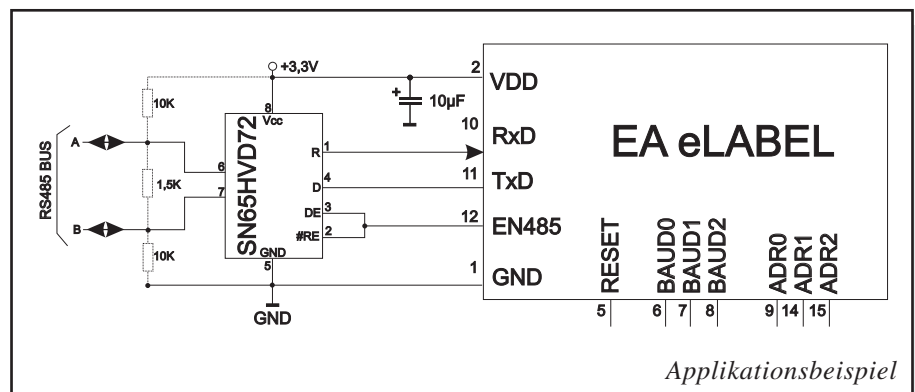 +3,3V
2 VDD
10K
8
Vcc
+ 10µF
10 RxD
EA eLABEL
RS485 BUS
A
6
R 1
1,5K
SN65HVD72
D 4
11 TxD
7
B
DE 3
#RE 2
12 EN485
10K
GND
5
1 GND
GND
RESET
BAUD0
BAUD1
BAUD2
ADR0
ADR1
ADR2
5 6 7 8 9 14 15
Applikationsbeispiel